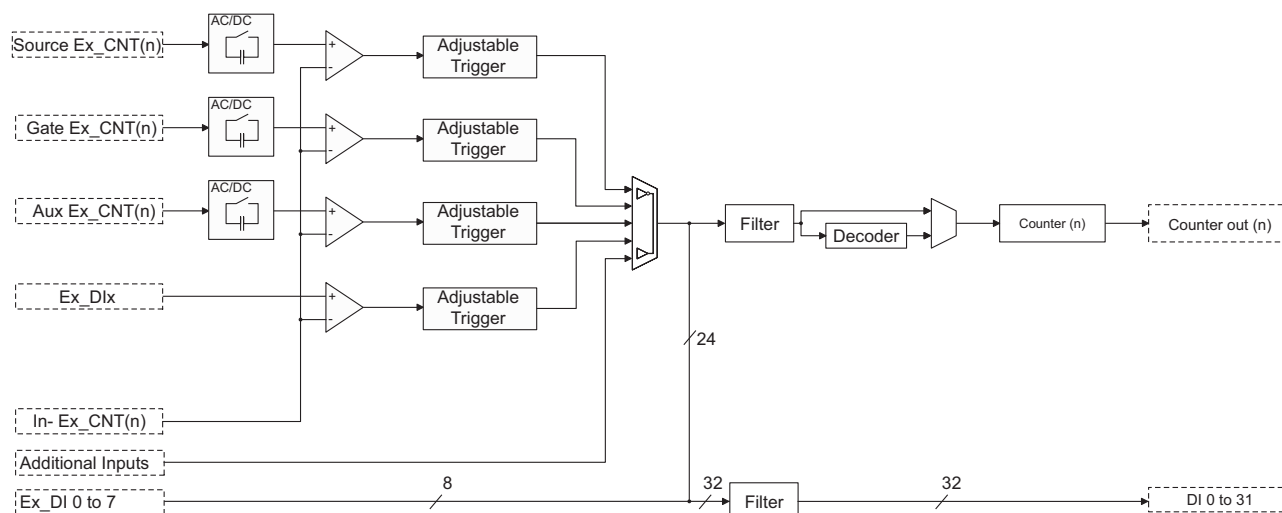 AC/DC
Source Ex_CNT(n)
+
-
Adjustable
Trigger
AC/DC
Gate Ex_CNT(n)
+
-
Adjustable
Trigger
AC/DC
Aux Ex_CNT(n)
+
-
Adjustable
Trigger
Filter
Decoder
Counter (n)
Counter out (n)
Ex_DIx
+
-
Adjustable
Trigger
24
In- Ex_CNT(n)
Additional Inputs
Ex_DI 0 to 7
8
32
Filter
32
DI 0 to 31